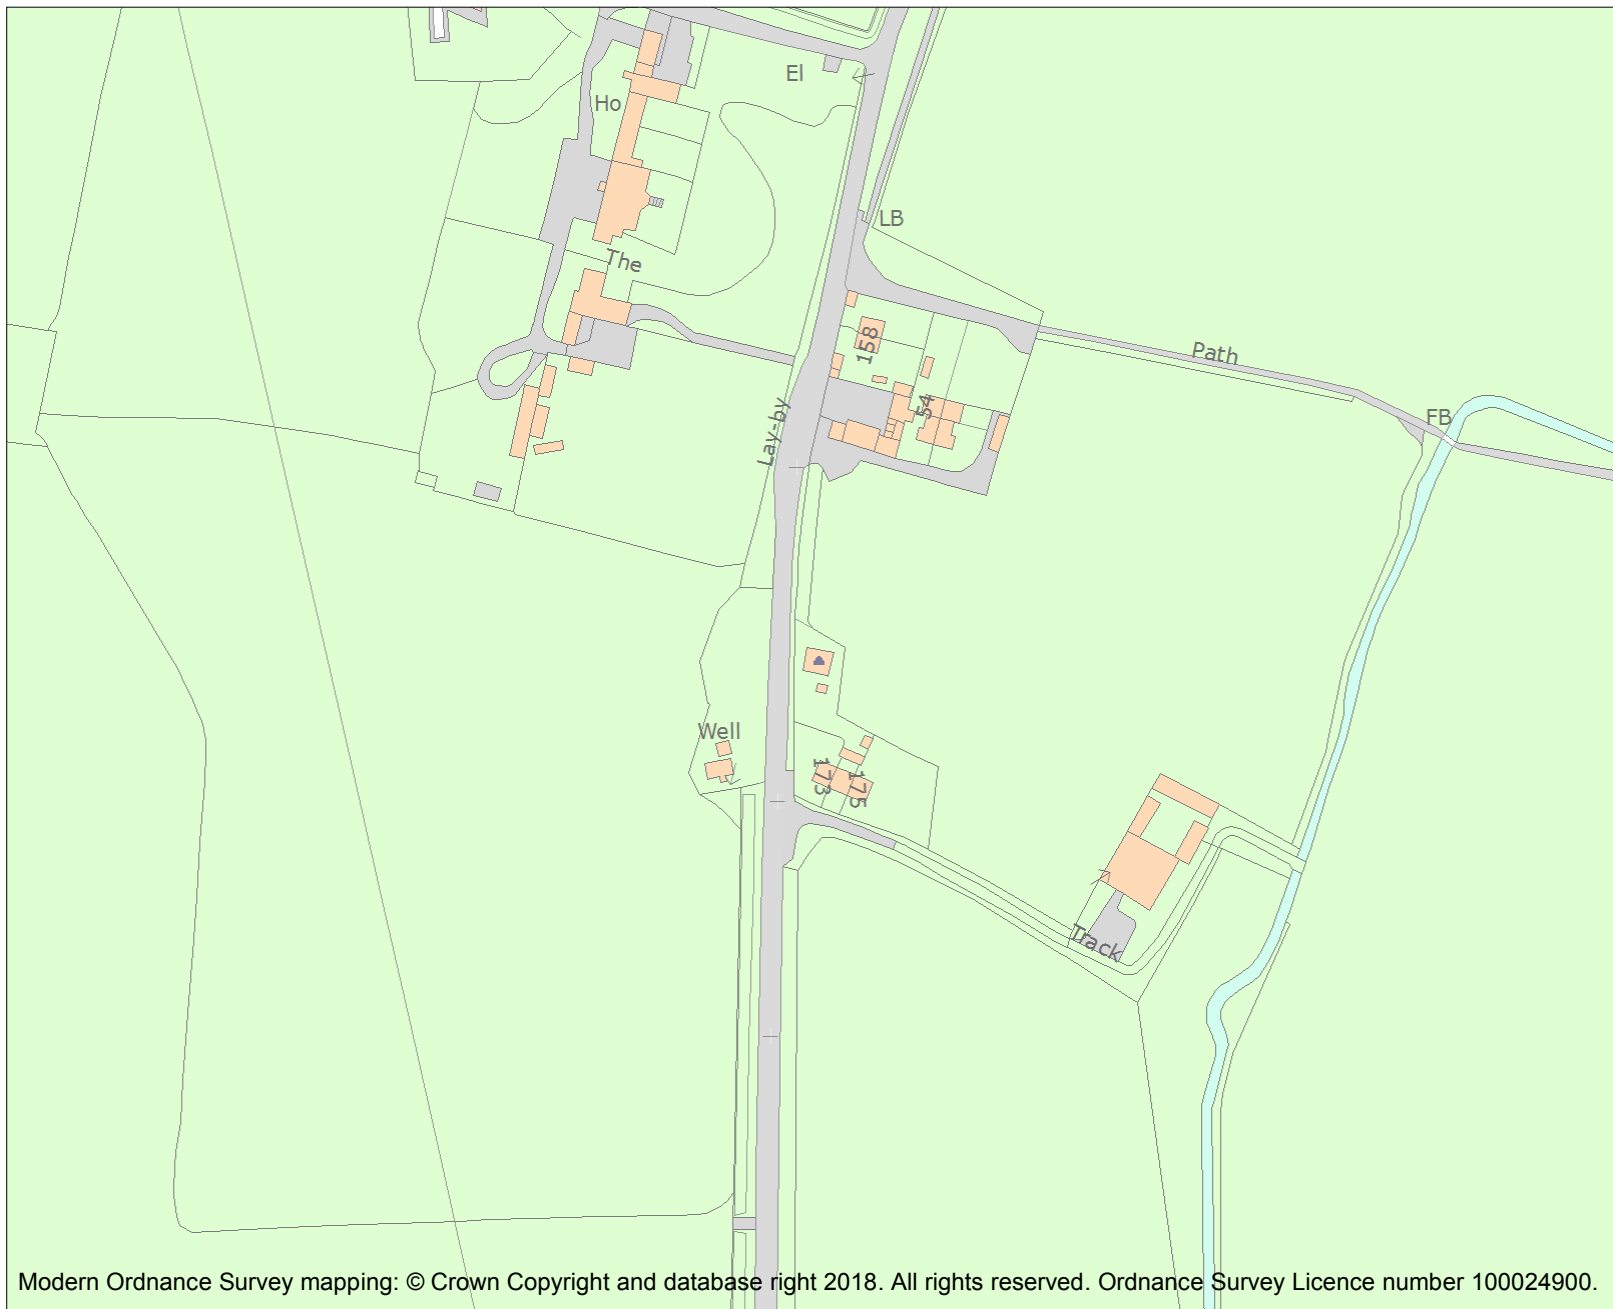 El
Ho
LB
The
158
Path
54
Lay-by
FB
Well
173
175
Track
Modern Ordnance Survey mapping: © Crown Copyright and database right 2018. All rights reserved. Ordnance Survey Licence number 100024900.